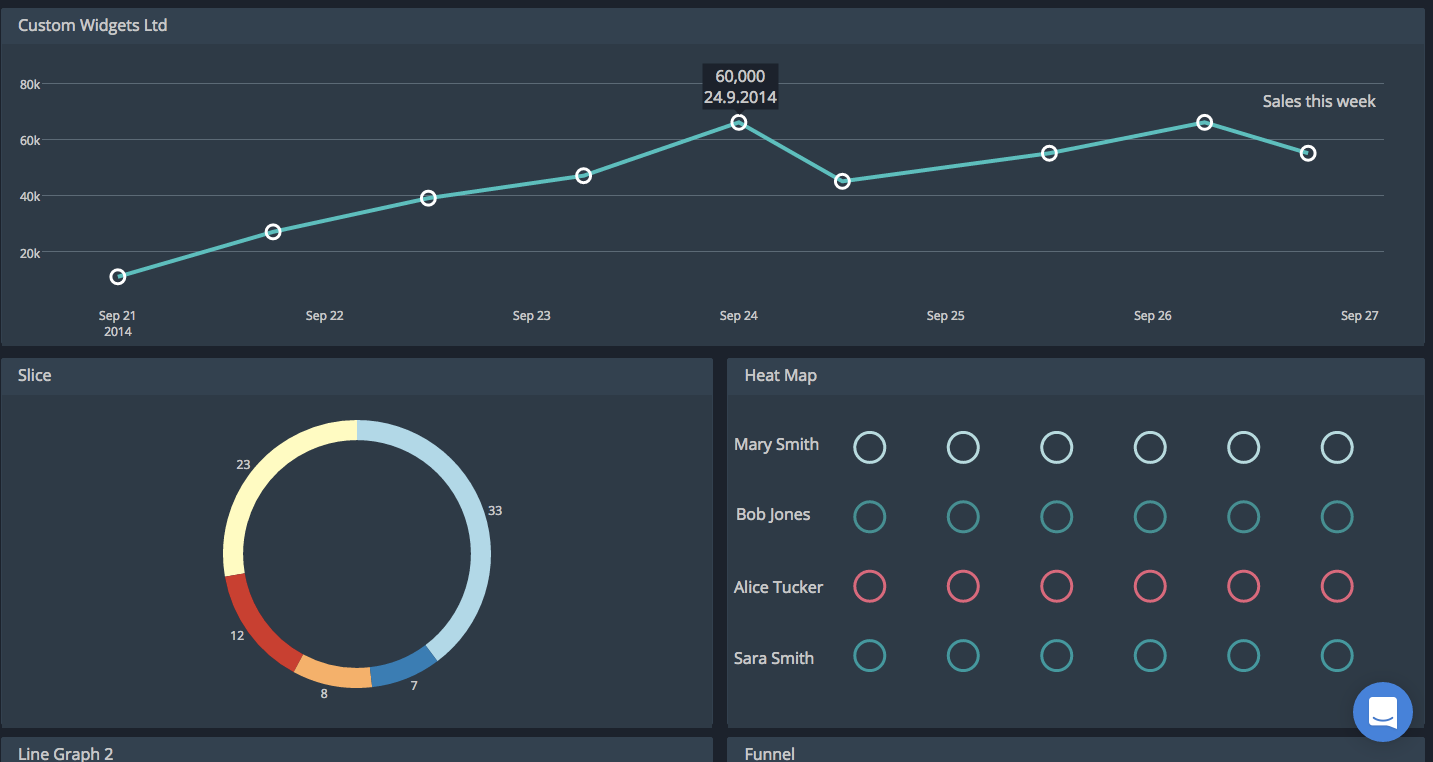 Custom Widgets Ltd
60,000
24.9.2014
Sales this week
80k
60k
40k
20k
Sep 21
2014
Sep 22
Sep 23
Sep 24
Sep 25
Sep 26
Sep 27
Slice
23
33
12
8
7
Heat Map
Mary Smith
Bob Jones
Alice Tucker
Sara Smith
Line Graph 2
Funnel